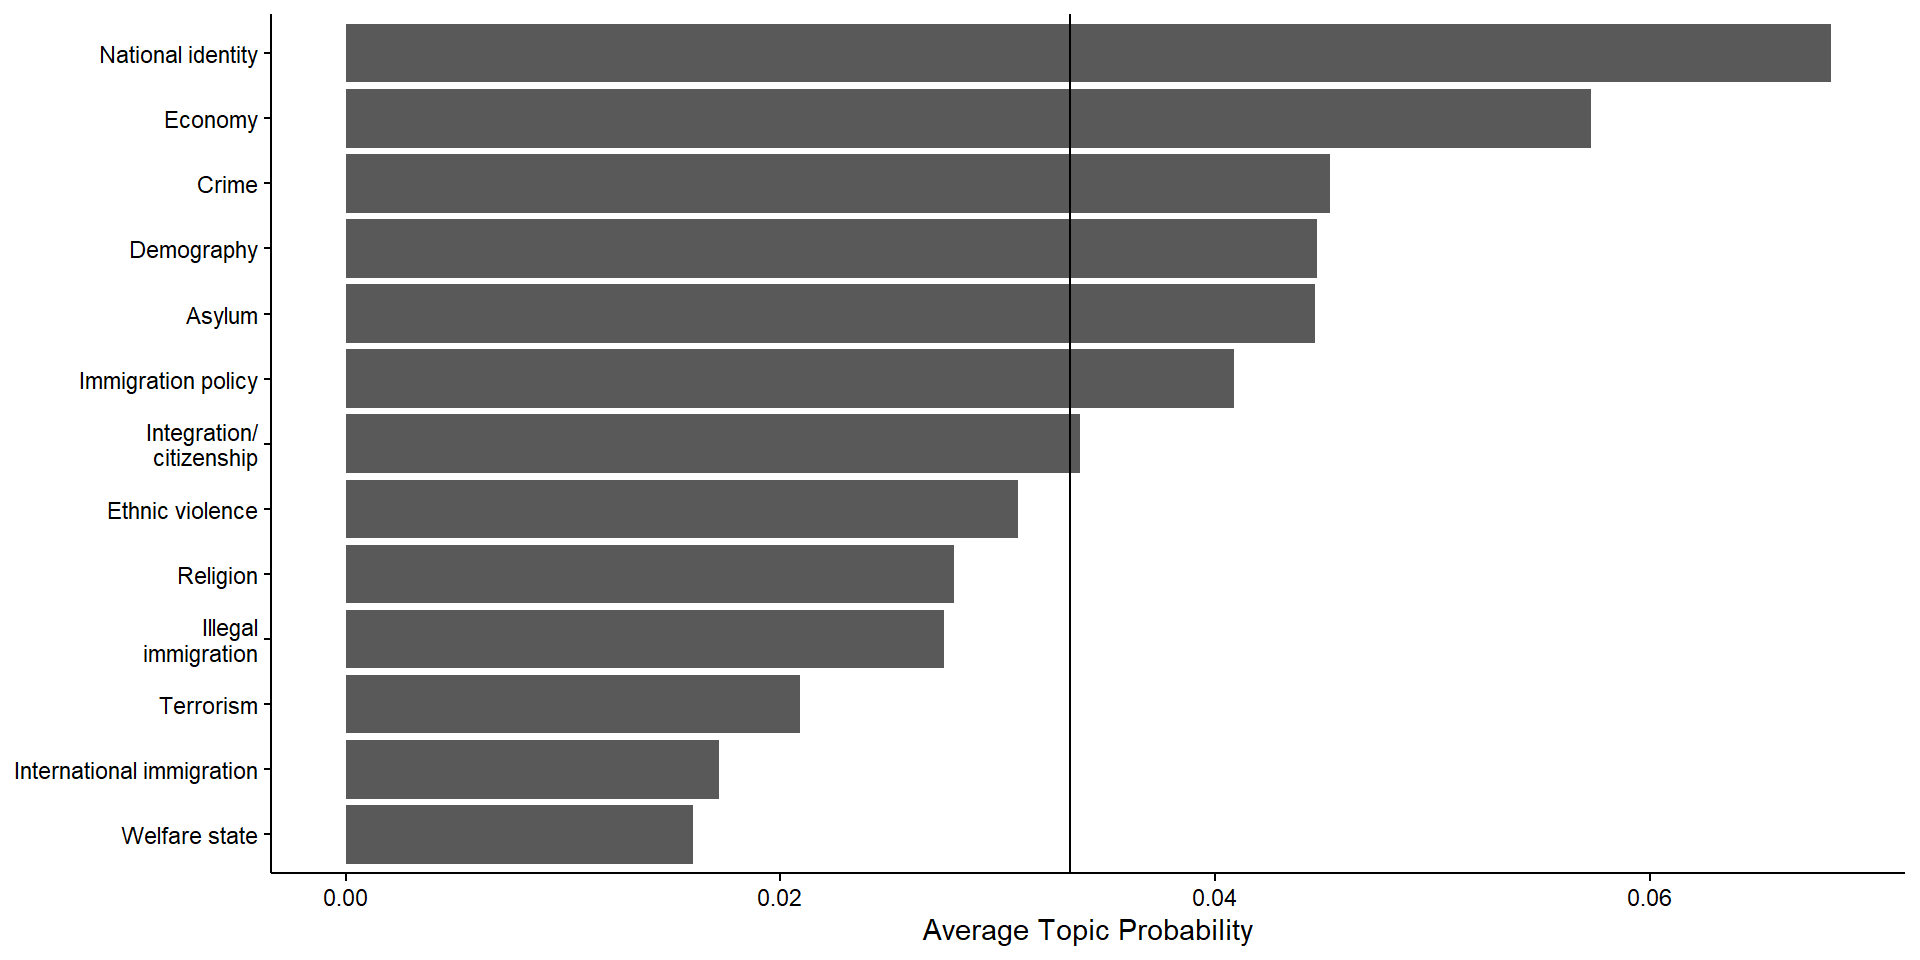 National identity
Economy
Crime
Demography
Asylum
Immigration policy
Integration/
citizenship
Ethnic violence
Religion
Illegal
immigration
Terrorism
International immigration
Welfare state
0.00
0.02
0.04
0.06
Average Topic Probability